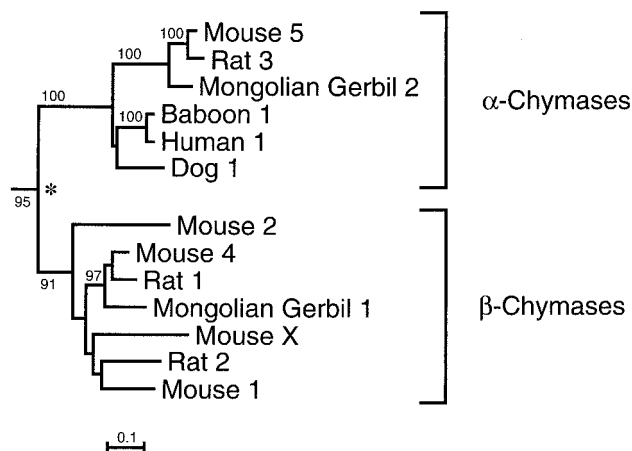 100 Mouse 5
100 Rat 3
Mongolian Gerbil 2
100
100 Baboon 1
Human 1
Dog 1
α-Chymases
95 *
Mouse 2
91
Mouse 4
97 Rat 1
Mongolian Gerbil 1
β-Chymases
Mouse X
Rat 2
Mouse 1
0.1